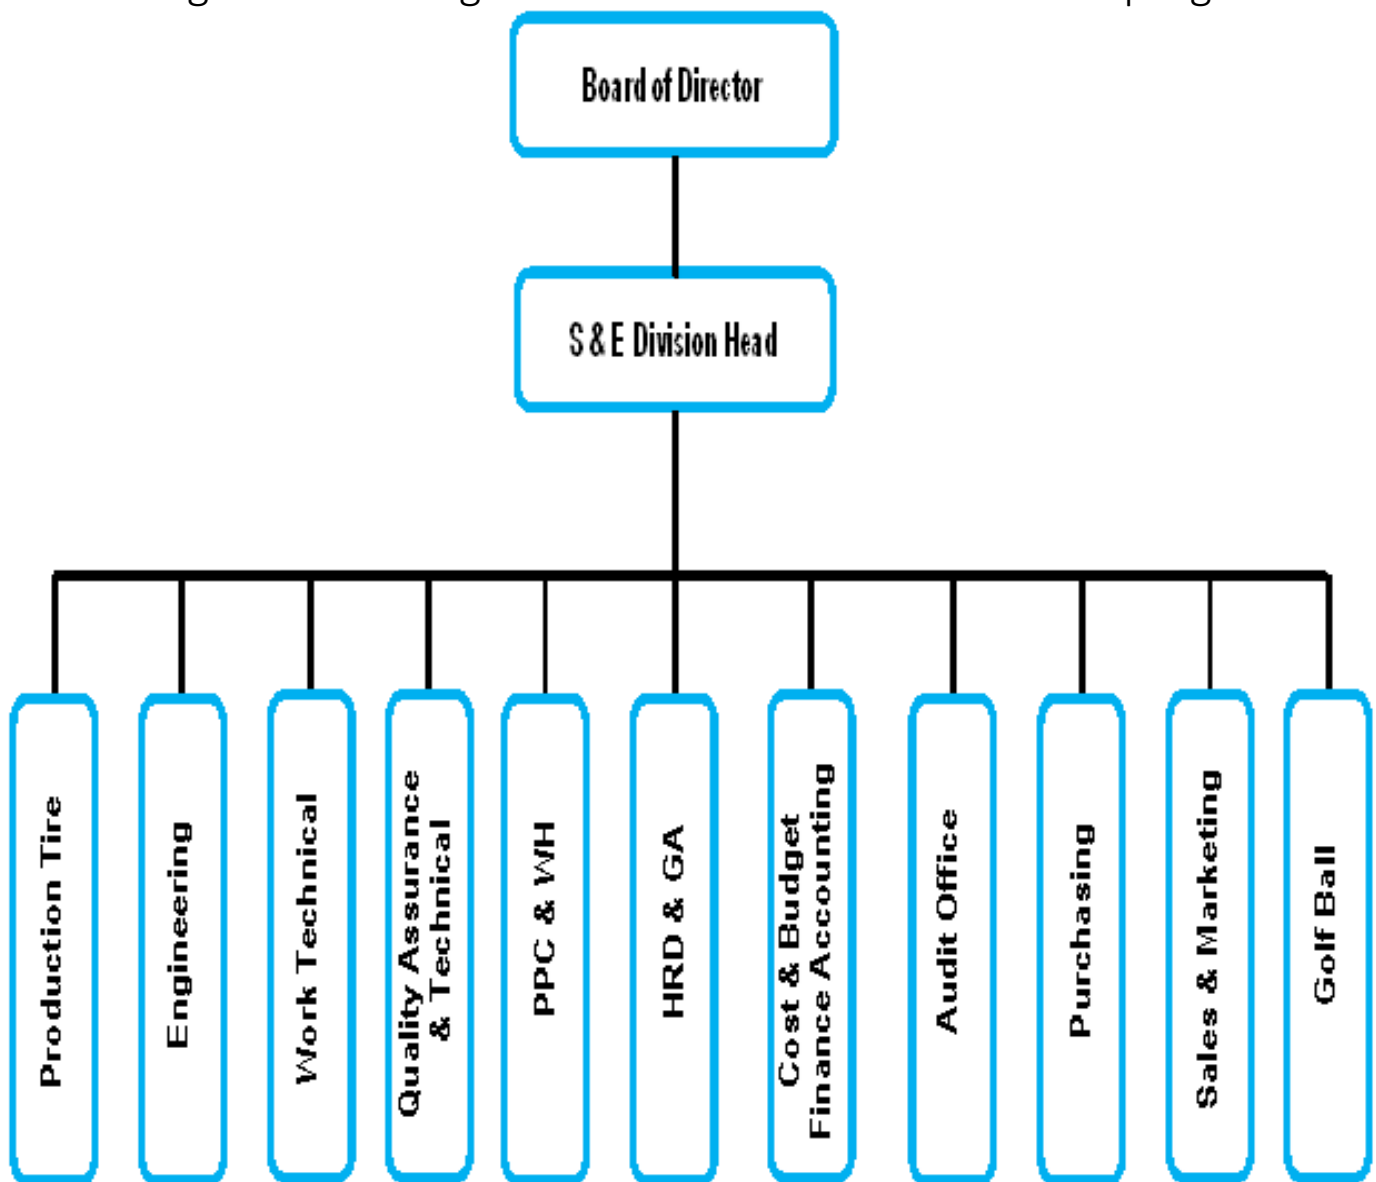 Board of Director
S & E Division Head
Production Tire
Engineering
Work Technical
Quality Assurance
& Technical
PPC & WH
HRD & GA
Cost & Budget
Finance Accounting
Audit Office
Purchasing
Sales & Marketing
Golf Ball